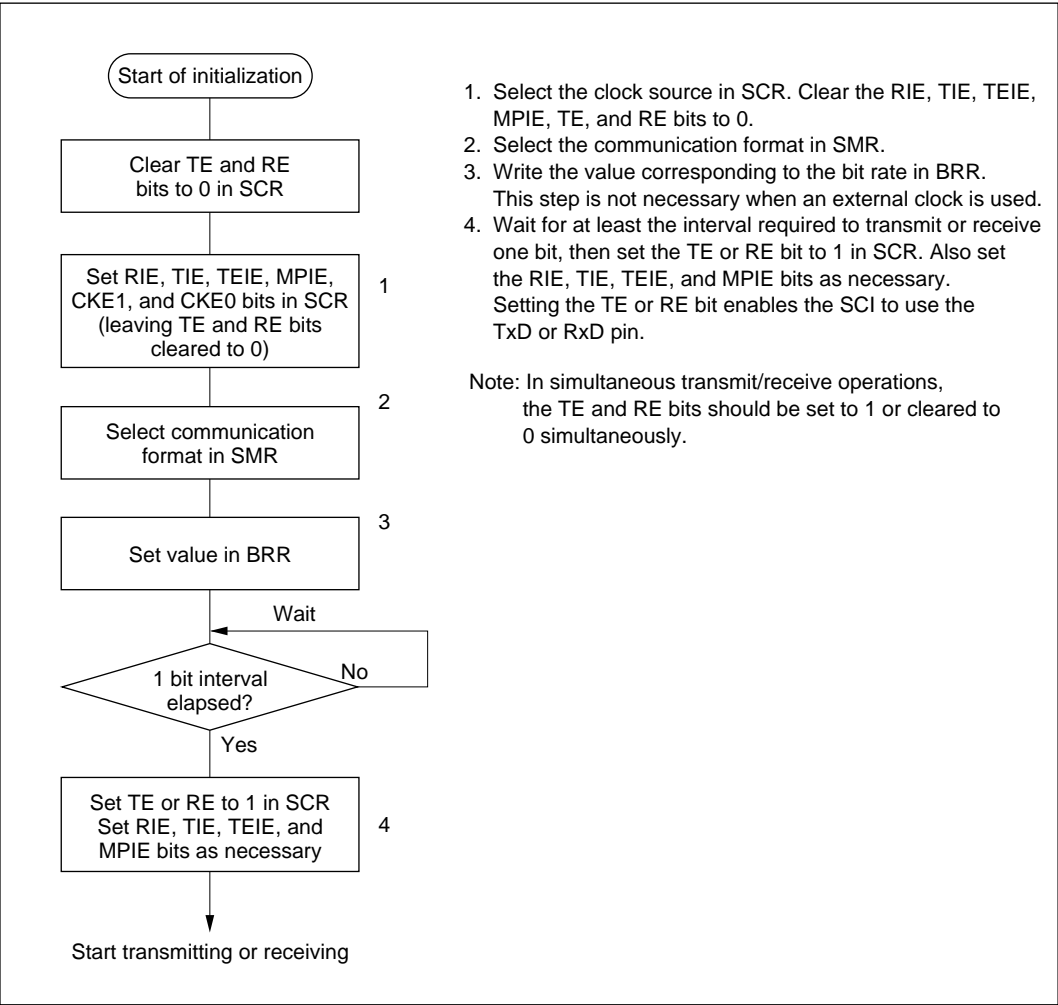 Start of initialization
Clear TE and RE
bits to 0 in SCR
Set RIE, TIE, TEIE, MPIE,
CKE1, and CKE0 bits in SCR
(leaving TE and RE bits
cleared to 0)
1
2
Select communication
format in SMR
3
Set value in BRR
Wait
1 bit interval
elapsed?
No
Yes
Set TE or RE to 1 in SCR
Set RIE, TIE, TEIE, and
MPIE bits as necessary
4
Start transmitting or receiving
1. Select the clock source in SCR. Clear the RIE, TIE, TEIE,
MPIE, TE, and RE bits to 0.
2. Select the communication format in SMR.
3. Write the value corresponding to the bit rate in BRR.
This step is not necessary when an external clock is used.
4. Wait for at least the interval required to transmit or receive
one bit, then set the TE or RE bit to 1 in SCR. Also set
the RIE, TIE, TEIE, and MPIE bits as necessary.
Setting the TE or RE bit enables the SCI to use the
TxD or RxD pin.
Note: In simultaneous transmit/receive operations,
the TE and RE bits should be set to 1 or cleared to
0 simultaneously.